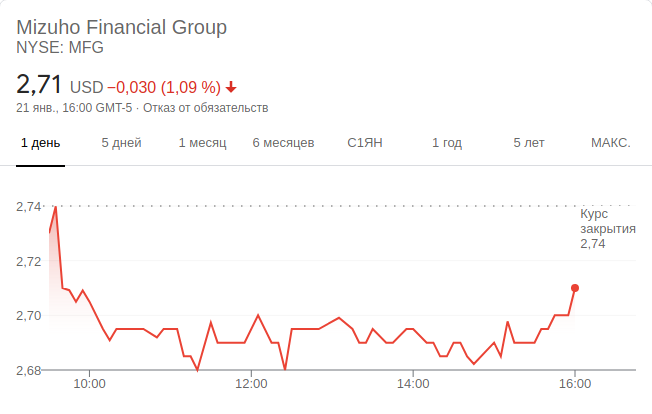 Mizuho Financial Group
NYSE: MFG
2,71 USD −0,030 (1,09 %)
21 янв., 16:00 GMT-5 · Отказ от обязательств
1 день 5 дней 1 месяц 6 месяцев С1ЯН 1 год 5 лет МАКС.
2,74
Курс
закрытия
2,74
2,72
2,70
2,68
10:00 12:00 14:00 16:00